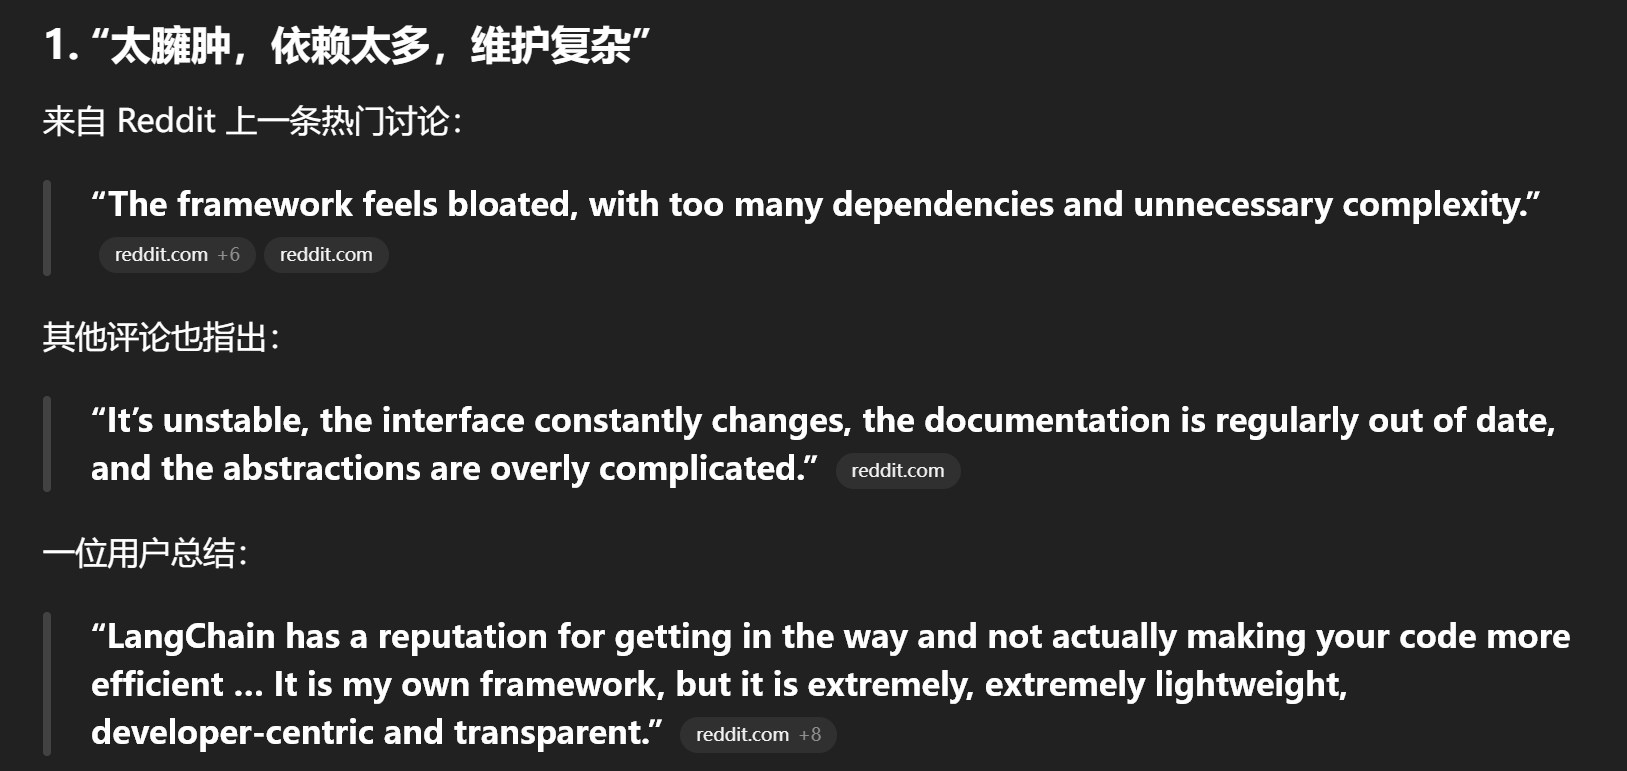 1. “太臃肿，依赖太多，维护复杂”
来自 Reddit 上一条热门讨论：
“The framework feels bloated, with too many dependencies and unnecessary complexity.”
reddit.com +6 reddit.com
其他评论也指出：
“It’s unstable, the interface constantly changes, the documentation is regularly out of date,
and the abstractions are overly complicated.” reddit.com
一位用户总结：
“LangChain has a reputation for getting in the way and not actually making your code more
efficient … It is my own framework, but it is extremely, extremely lightweight,
developer-centric and transparent.” reddit.com +8